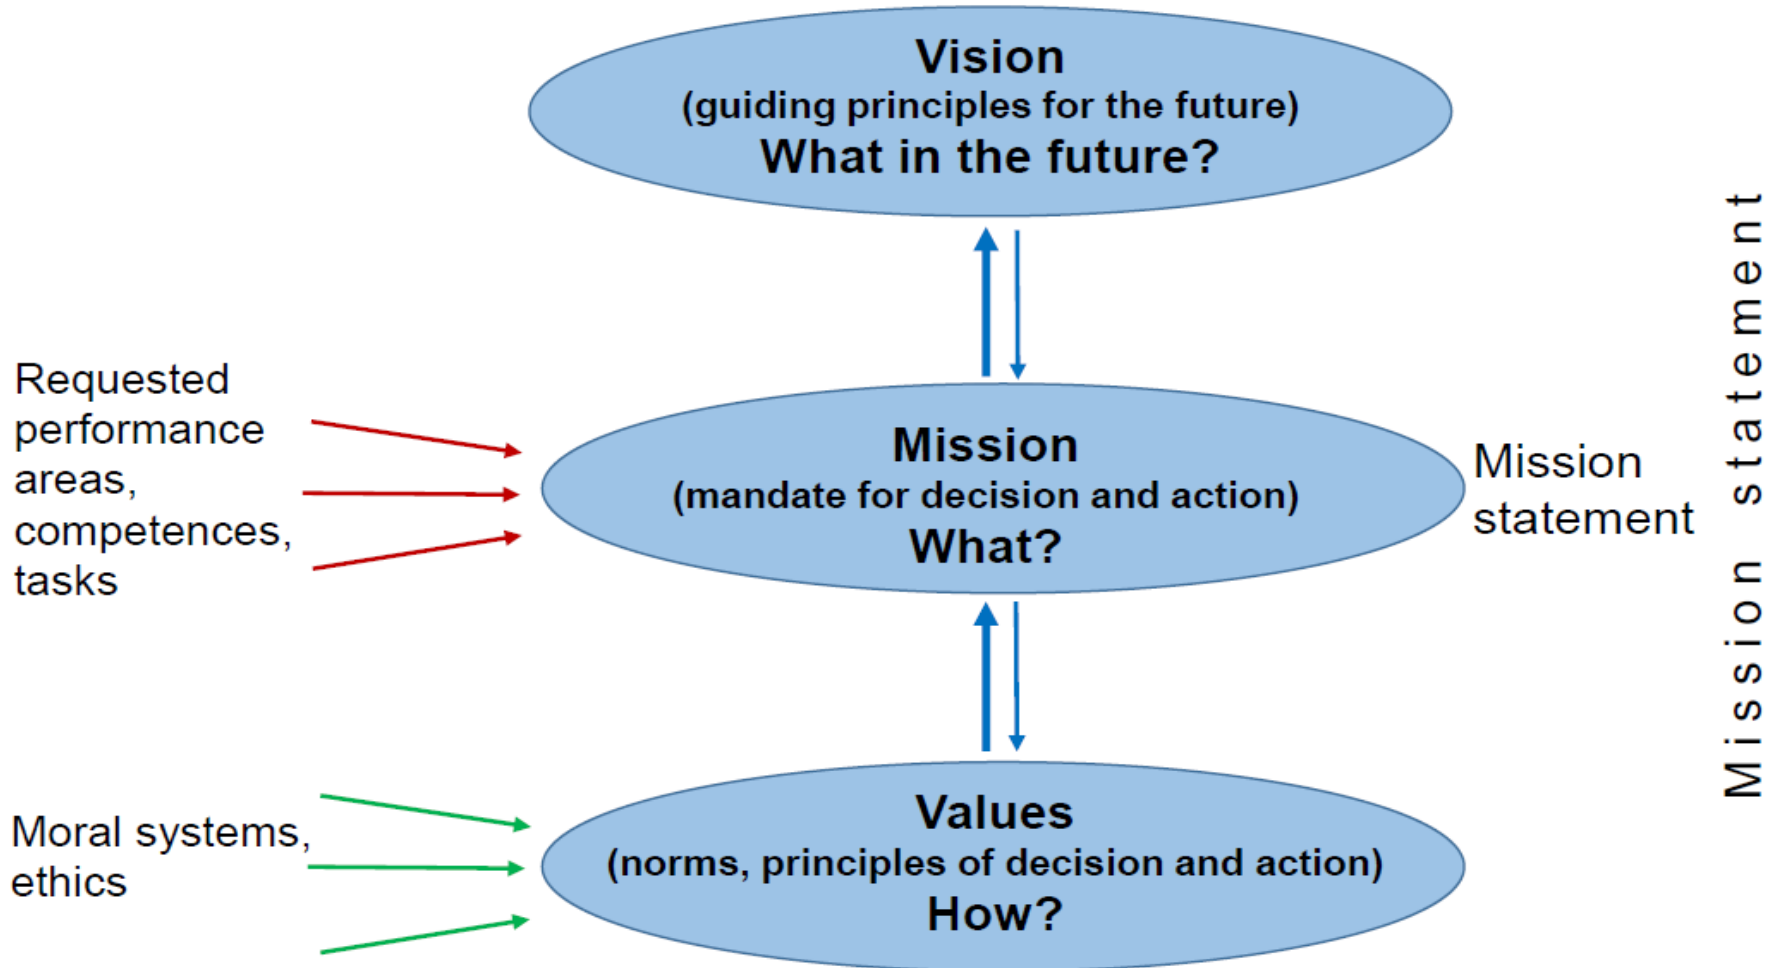 Vision
(guiding principles for the future)
What in the future?
Requested
performance
areas,
competences,
tasks
Mission
(mandate for decision and action)
What?
Mission
statement
Mission statement
Moral systems,
ethics
Values
(norms, principles of decision and action)
How?